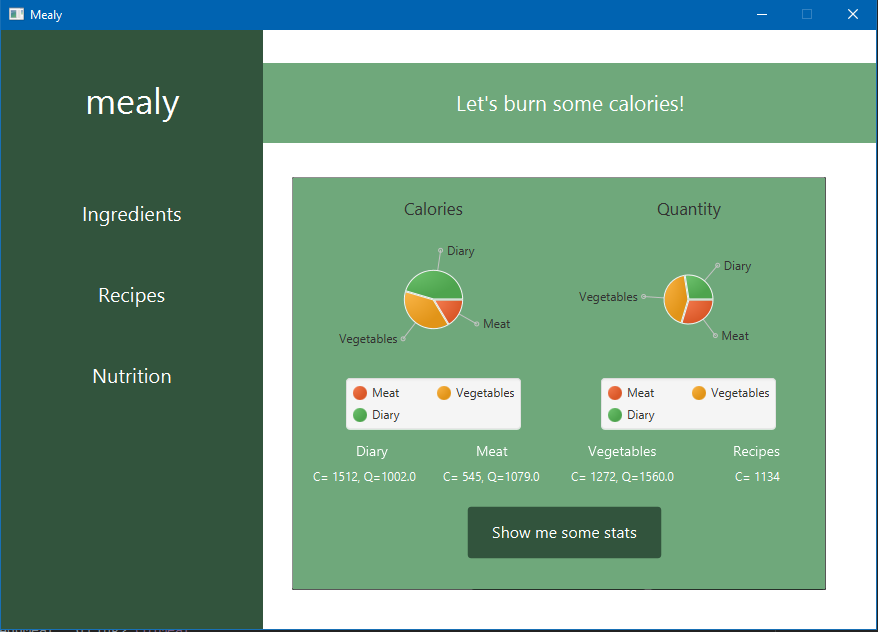 Mealy
mealy
Ingredients
Recipes
Nutrition
Let's burn some calories!
Calories
Diary
Meat
Vegetables
Meat Vegetables
Diary
Quantity
Diary
Vegetables
Meat
Meat Vegetables
Diary
Diary Meat Vegetables Recipes
C= 1512, Q=1002.0 C= 545, Q=1079.0 C= 1272, Q=1560.0 C= 1134
Show me some stats